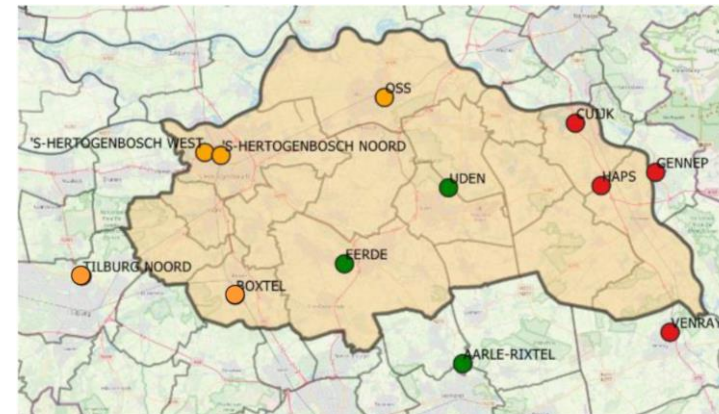 OSS
CUIJK
'S-HERTOGENBOSCH WEST
'S-HERTOGENBOSCH NOORD
GENNEP
UDEN
HAPS
EERDE
TILBURG NOORD
BOXTEL
VENRAY
AARLE-RIXTEL